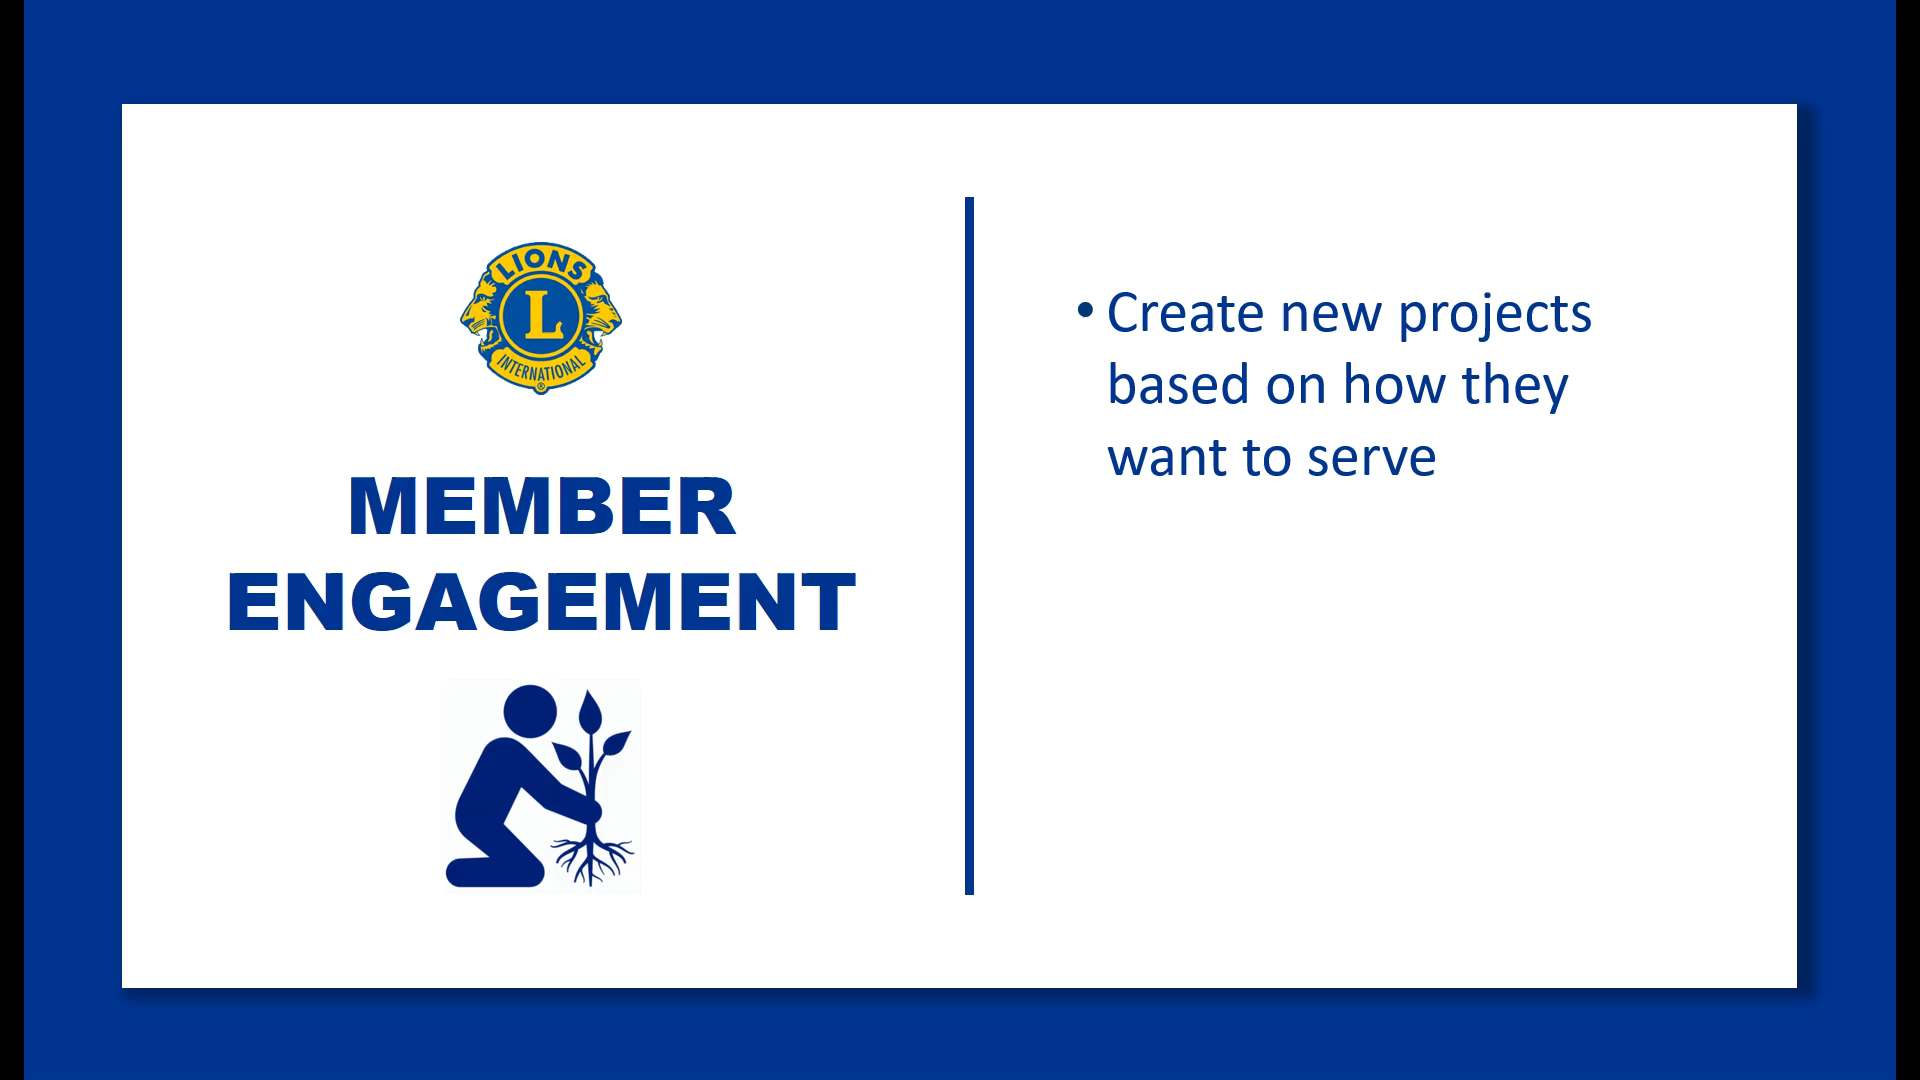 LIONS
L
INTERNATIONAL
®
MEMBER
ENGAGEMENT
• Create new projects
based on how they
want to serve